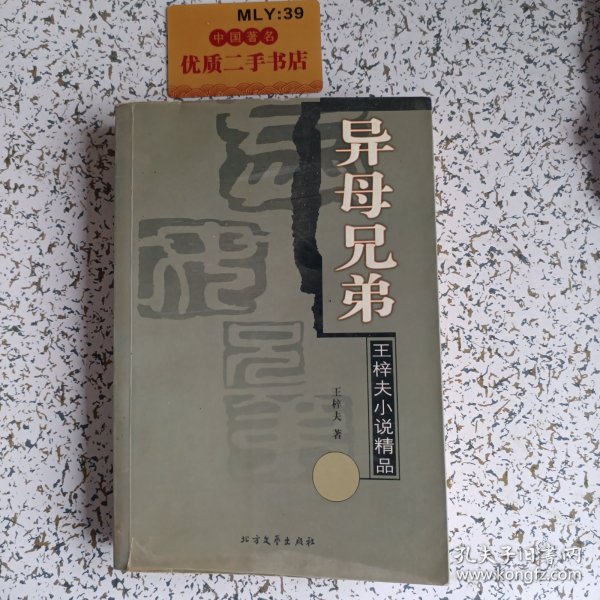 MLY:39
中国著名
优质二手书店
异母兄弟
王梓夫小说精品
王梓夫 著
北方文艺出版社
孔夫子旧书网
www.kongfz.com